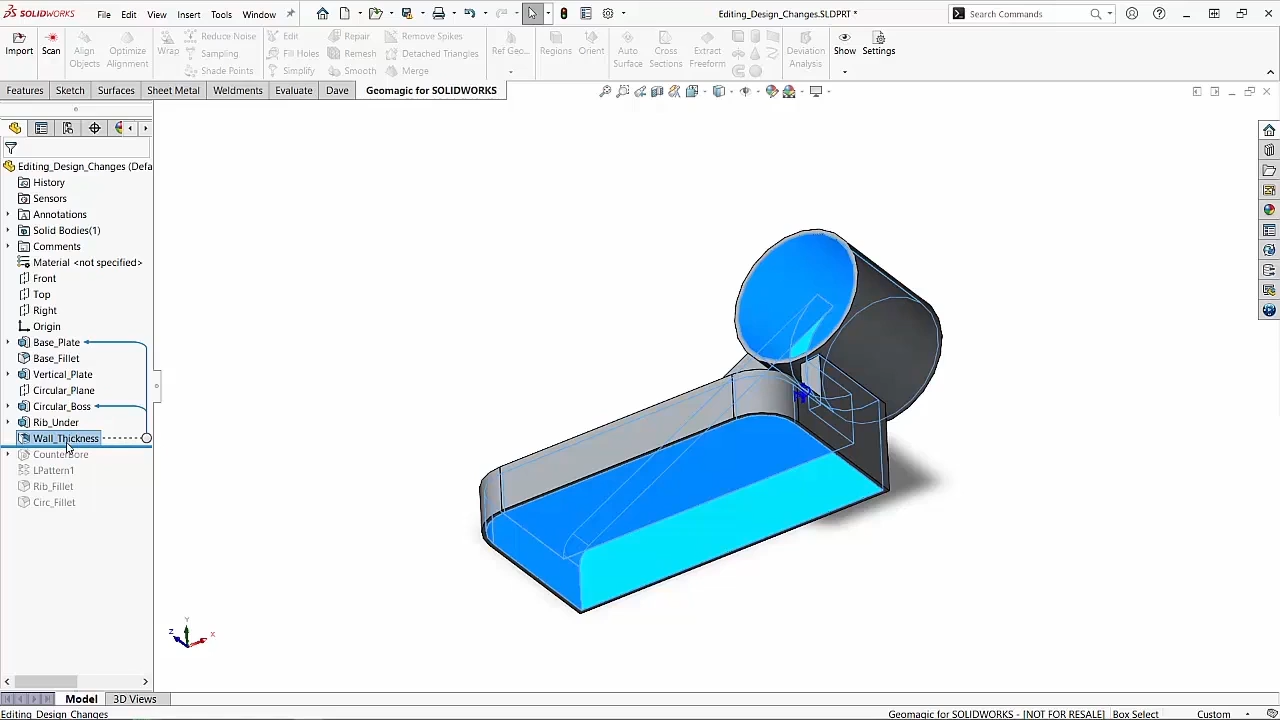 SOLIDWORKS File Edit View Insert Tools Window Editing_Design_Changes.SLDPRT * Search Commands
Import Scan Align Objects Optimize Alignment Wrap Reduce Noise Sampling Shade Points Edit Fill Holes Simplify Repair Remesh Smooth Remove Spikes Detached Triangles Merge Ref Geo... Regions Orient Auto Surface Cross Sections Extract Freeform Deviation Analysis Show Settings
Features Sketch Surfaces Sheet Metal Weldments Evaluate Dave Geomagic for SOLIDWORKS
Editing_Design_Changes (Defa
History
Sensors
Annotations
Solid Bodies(1)
Comments
Material <not specified>
Front
Top
Right
Origin
Base_Plate
Base_Fillet
Vertical_Plate
Circular_Plane
Circular_Boss
Rib_Under
Wall_Thickness
CounterBore
LPattern1
Rib_Fillet
Circ_Fillet
Y
Z X
Model 3D Views
Editing_Design_Changes Geomagic for SOLIDWORKS - [NOT FOR RESALE] Box Select Custom